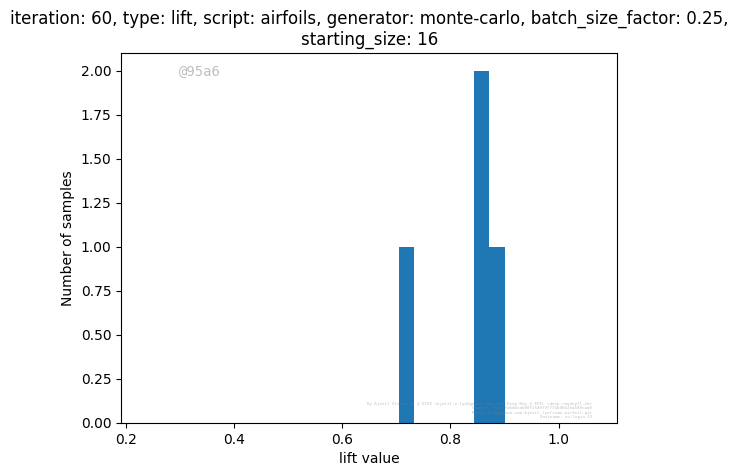 iteration: 60, type: lift, script: airfoils, generator: monte-carlo, batch_size_factor: 0.25,
starting_size: 16
@95a6
2.00
1.75
1.50
1.25
1.00
0.75
0.50
0.25
0.00
Number of samples
0.2
0.4
0.6
0.8
1.0
lift value